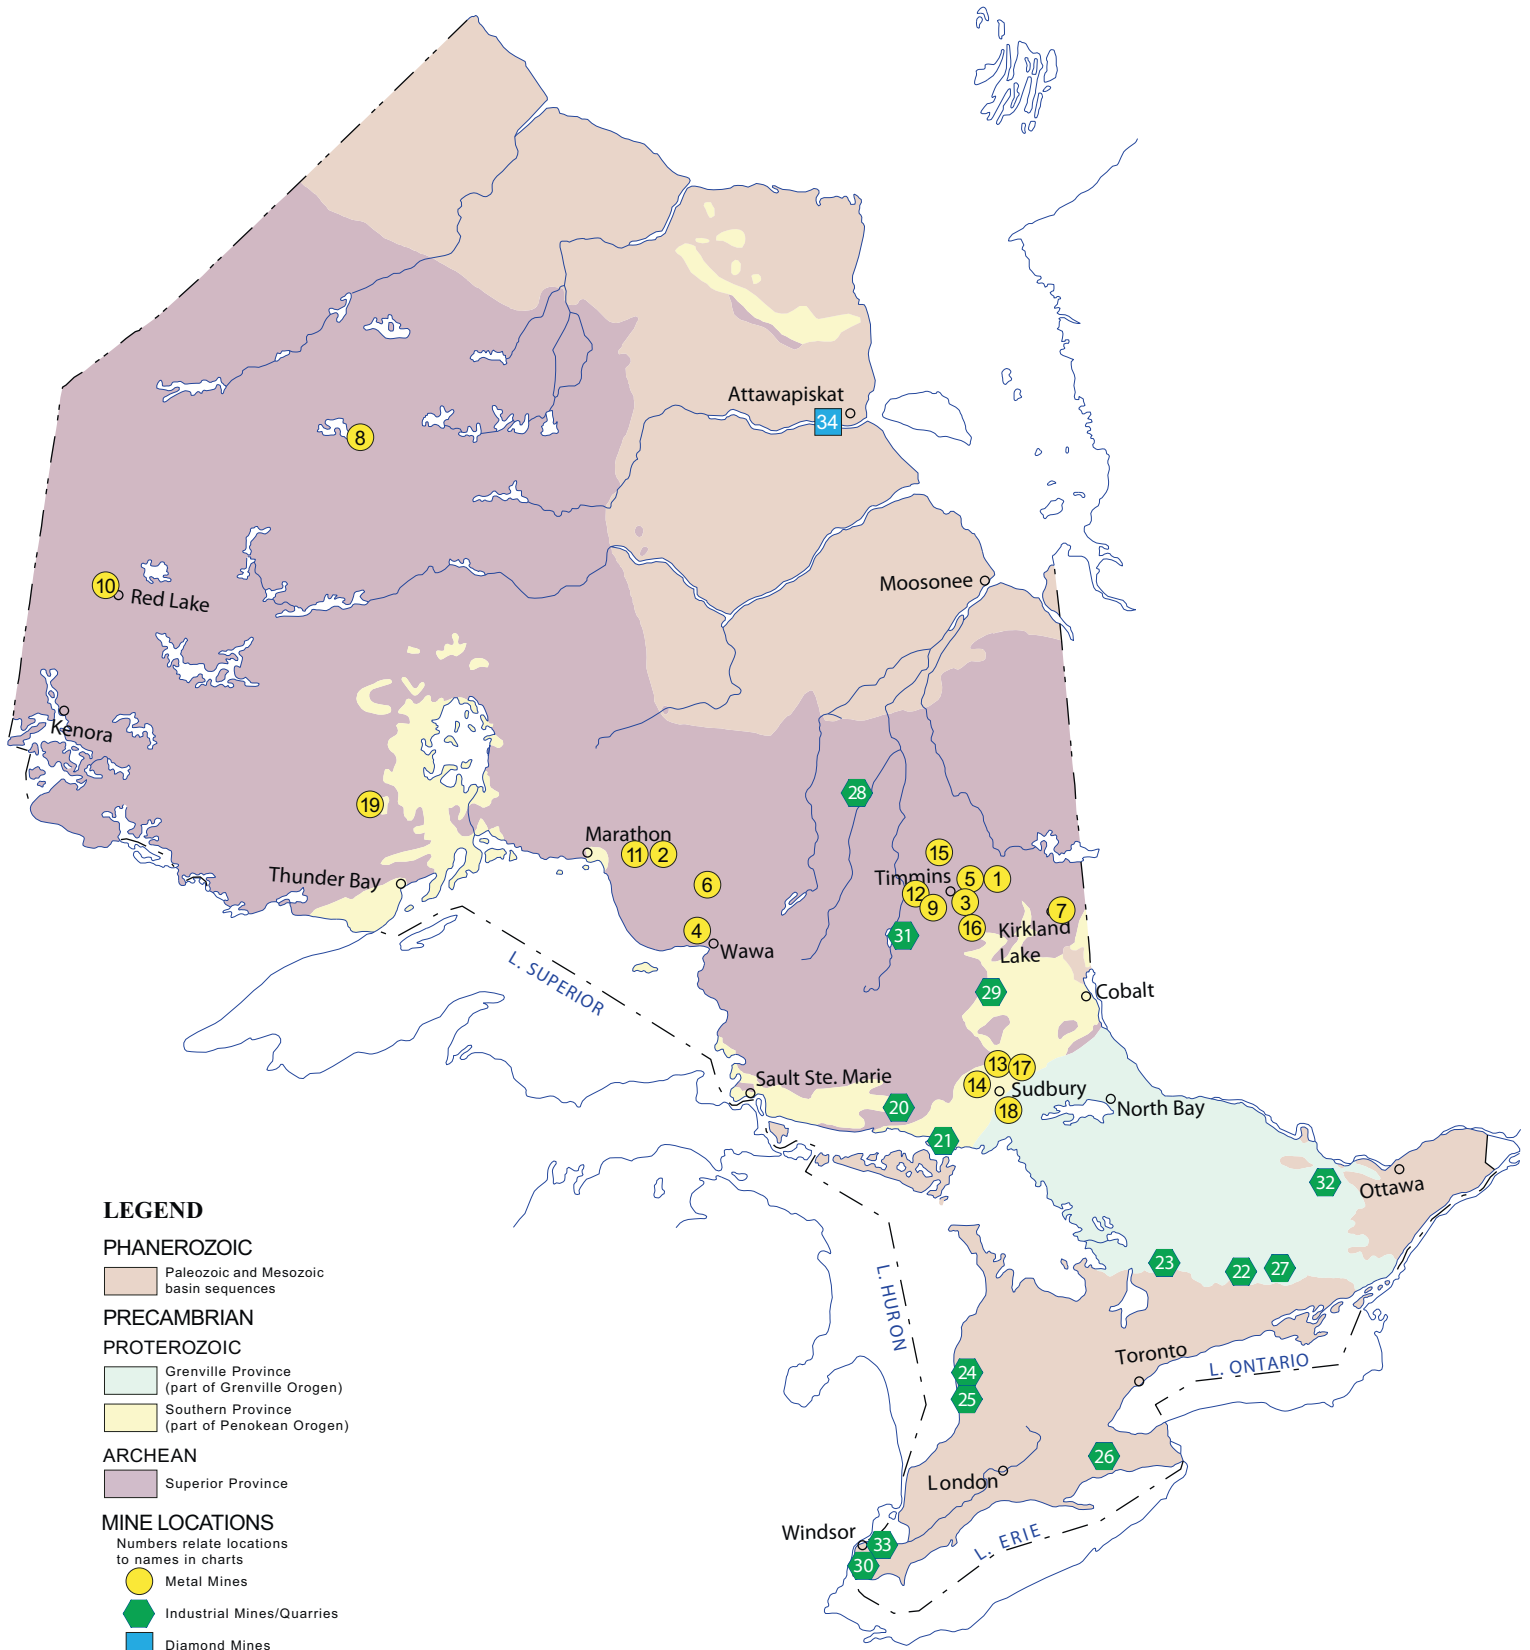 Attawapiskat
34
8
Moosonee
10
Red Lake
Kenora
28
19
Marathon
11
2
15
Thunder Bay
6
Timmins
5
1
12
3
9
7
16
Kirkland
Lake
4
Wawa
31
L. SUPERIOR
29
Cobalt
13
17
14
Sudbury
18
Sault Ste. Marie
20
North Bay
21
32
Ottawa
23
22
27
L. HURON
Toronto
L. ONTARIO
24
25
26
London
Windsor
33
30
L. ERIE
LEGEND
PHANEROZOIC
Paleozoic and Mesozoic
basin sequences
PRECAMBRIAN
PROTEROZOIC
Grenville Province
(part of Grenville Orogen)
Southern Province
(part of Penokean Orogen)
ARCHEAN
Superior Province
MINE LOCATIONS
Numbers relate locations
to names in charts
Metal Mines
Industrial Mines/Quarries
Diamond Mines